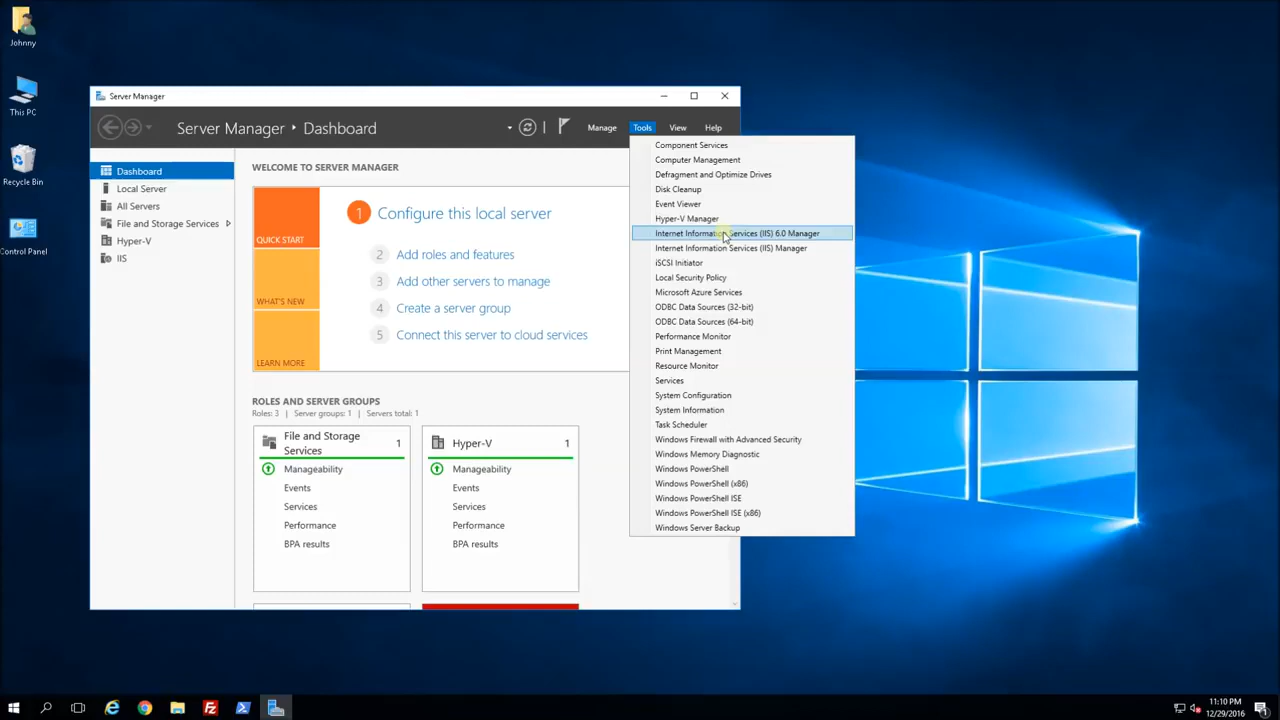 Johnny
This PC
Recycle Bin
Control Panel
Server Manager
Server Manager ‣ Dashboard
Manage
Tools
View
Help
Dashboard
Local Server
All Servers
File and Storage Services
Hyper-V
IIS
WELCOME TO SERVER MANAGER
QUICK START
WHAT'S NEW
LEARN MORE
1 Configure this local server
2 Add roles and features
3 Add other servers to manage
4 Create a server group
5 Connect this server to cloud services
ROLES AND SERVER GROUPS
Roles: 3 | Server groups: 1 | Servers total: 1
File and Storage 1
Services
Manageability
Events
Services
Performance
BPA results
Hyper-V 1
Manageability
Events
Services
Performance
BPA results
Component Services
Computer Management
Defragment and Optimize Drives
Disk Cleanup
Event Viewer
Hyper-V Manager
Internet Information Services (IIS) 6.0 Manager
Internet Information Services (IIS) Manager
iSCSI Initiator
Local Security Policy
Microsoft Azure Services
ODBC Data Sources (32-bit)
ODBC Data Sources (64-bit)
Performance Monitor
Print Management
Resource Monitor
Services
System Configuration
System Information
Task Scheduler
Windows Firewall with Advanced Security
Windows Memory Diagnostic
Windows PowerShell
Windows PowerShell (x86)
Windows PowerShell ISE
Windows PowerShell ISE (x86)
Windows Server Backup
11:10 PM
12/29/2016
1